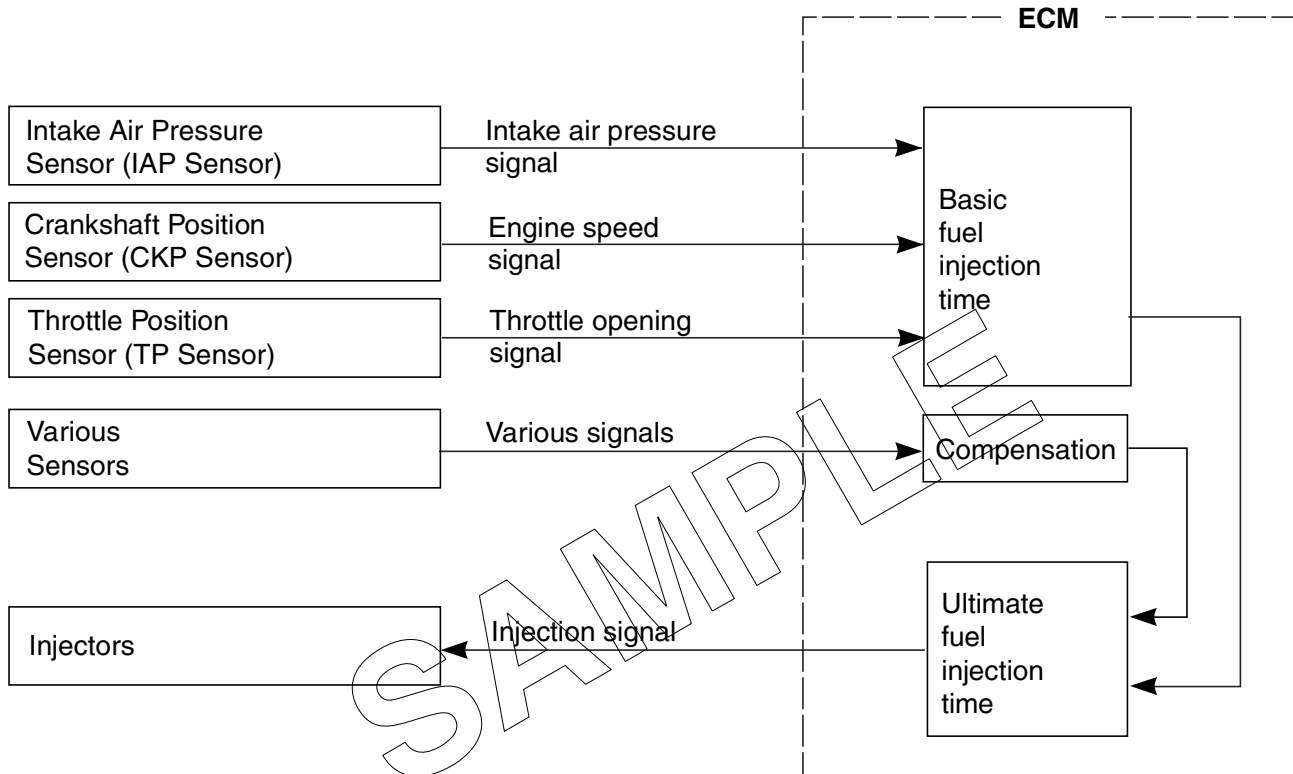 ECM
Intake Air Pressure
Sensor (IAP Sensor)
Intake air pressure
signal
Crankshaft Position
Sensor (CKP Sensor)
Engine speed
signal
Throttle Position
Sensor (TP Sensor)
Throttle opening
signal
Basic
fuel
injection
time
Various
Sensors
Various signals
Compensation
Injectors
Injection signal
Ultimate
fuel
injection
time
SAMPLE